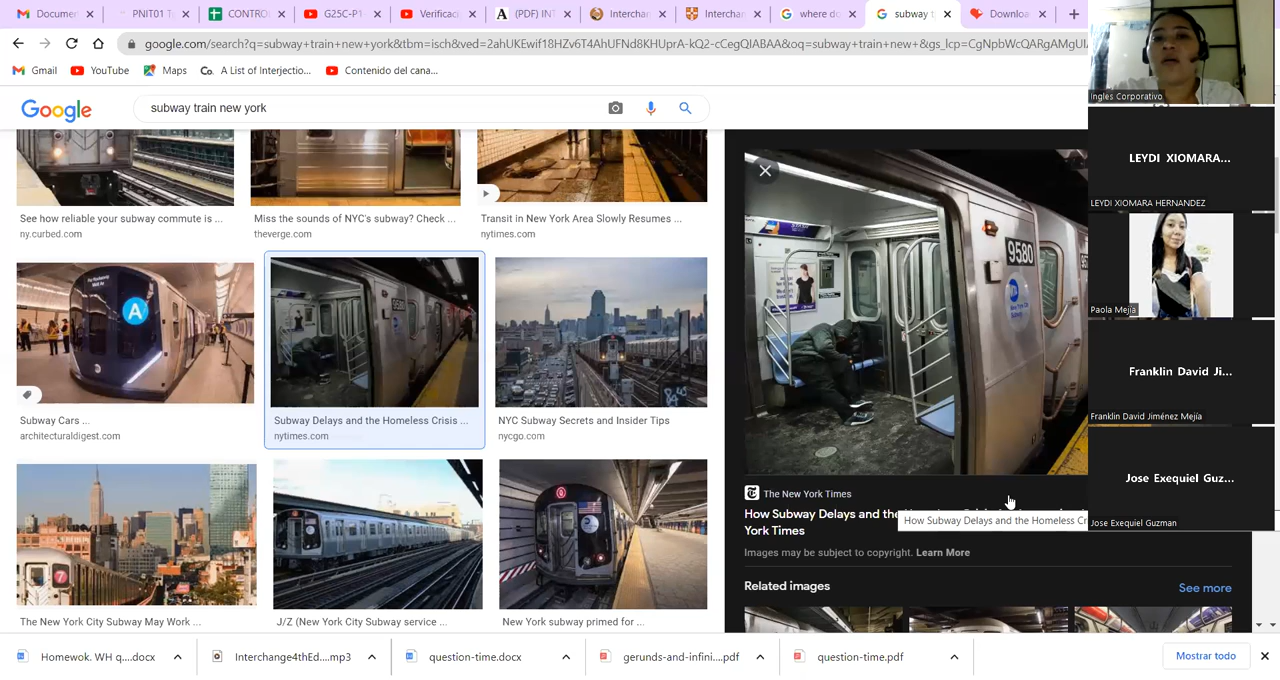 Documen
PNIT01 T
CONTRO
G25C-P1
Verificaci
(PDF) INT
Interchan
Interchan
where do
subway t
Downloa
google.com/search?q=subway+train+new+york&tbm=isch&ved=2ahUKEwif18HZv6T4AhUFNd8KHUprA-kQ2-cCegQIABAA&oq=subway+train+new+&gs_lcp=CgNpbWcQARgAMgUI
Gmail
YouTube
Maps
Co. A List of Interjectio...
Contenido del cana...
Google
subway train new york
See how reliable your subway commute is ...
ny.curbed.com
Miss the sounds of NYC's subway? Check ...
theverge.com
Transit in New York Area Slowly Resumes ...
nytimes.com
A
Subway Cars ...
architecturaldigest.com
Subway Delays and the Homeless Crisis ...
nytimes.com
NYC Subway Secrets and Insider Tips
nycgo.com
The New York City Subway May Work ...
J/Z (New York City Subway service ...
New York subway primed for ...
9580
The New York Times
How Subway Delays and the
York Times
How Subway Delays and the Homeless Cr
Images may be subject to copyright. Learn More
Related images
See more
Ingles Corporativo
LEYDI XIOMARA...
LEYDI XIOMARA HERNANDEZ
Paola Mejía
Franklin David Ji...
Franklin David Jiménez Mejía
Jose Exequiel Guz...
Jose Exequiel Guzman
Homewok. WH q....docx
Interchange4thEd....mp3
question-time.docx
gerunds-and-infini....pdf
question-time.pdf
Mostrar todo